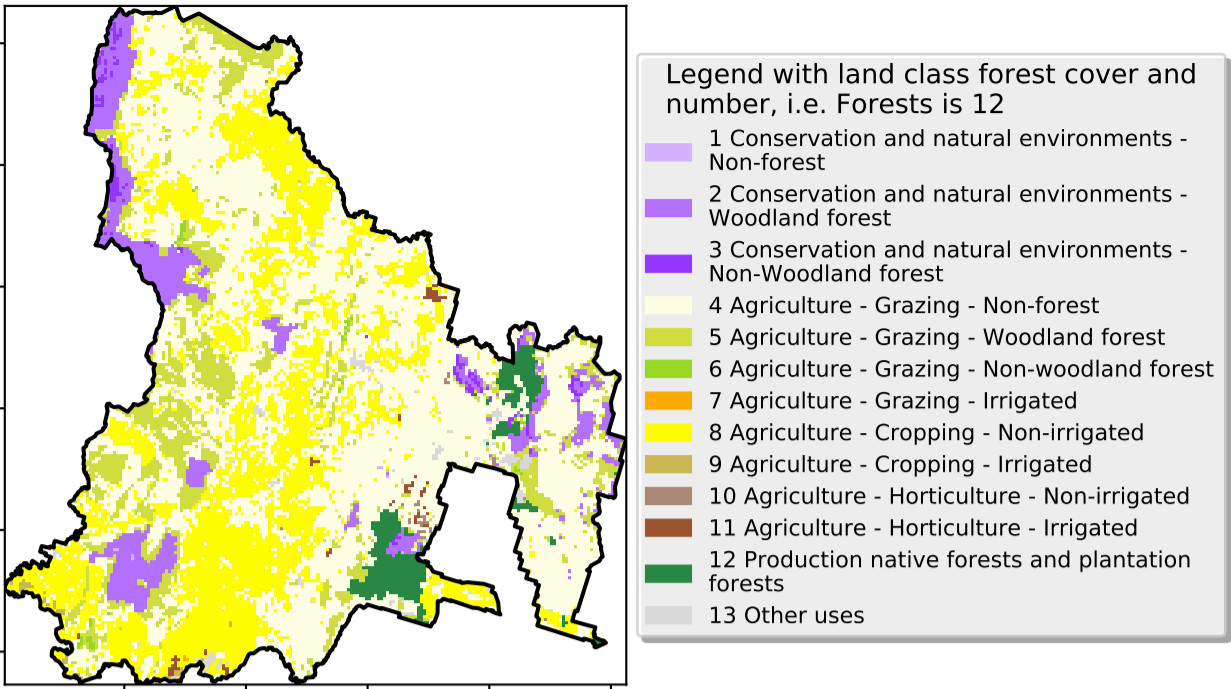 Legend with land class forest cover and
number, i.e. Forests is 12
1 Conservation and natural environments -
Non-forest
2 Conservation and natural environments -
Woodland forest
3 Conservation and natural environments -
Non-Woodland forest
4 Agriculture - Grazing - Non-forest
5 Agriculture - Grazing - Woodland forest
6 Agriculture - Grazing - Non-woodland forest
7 Agriculture - Grazing - Irrigated
8 Agriculture - Cropping - Non-irrigated
9 Agriculture - Cropping - Irrigated
10 Agriculture - Horticulture - Non-irrigated
11 Agriculture - Horticulture - Irrigated
12 Production native forests and plantation
forests
13 Other uses